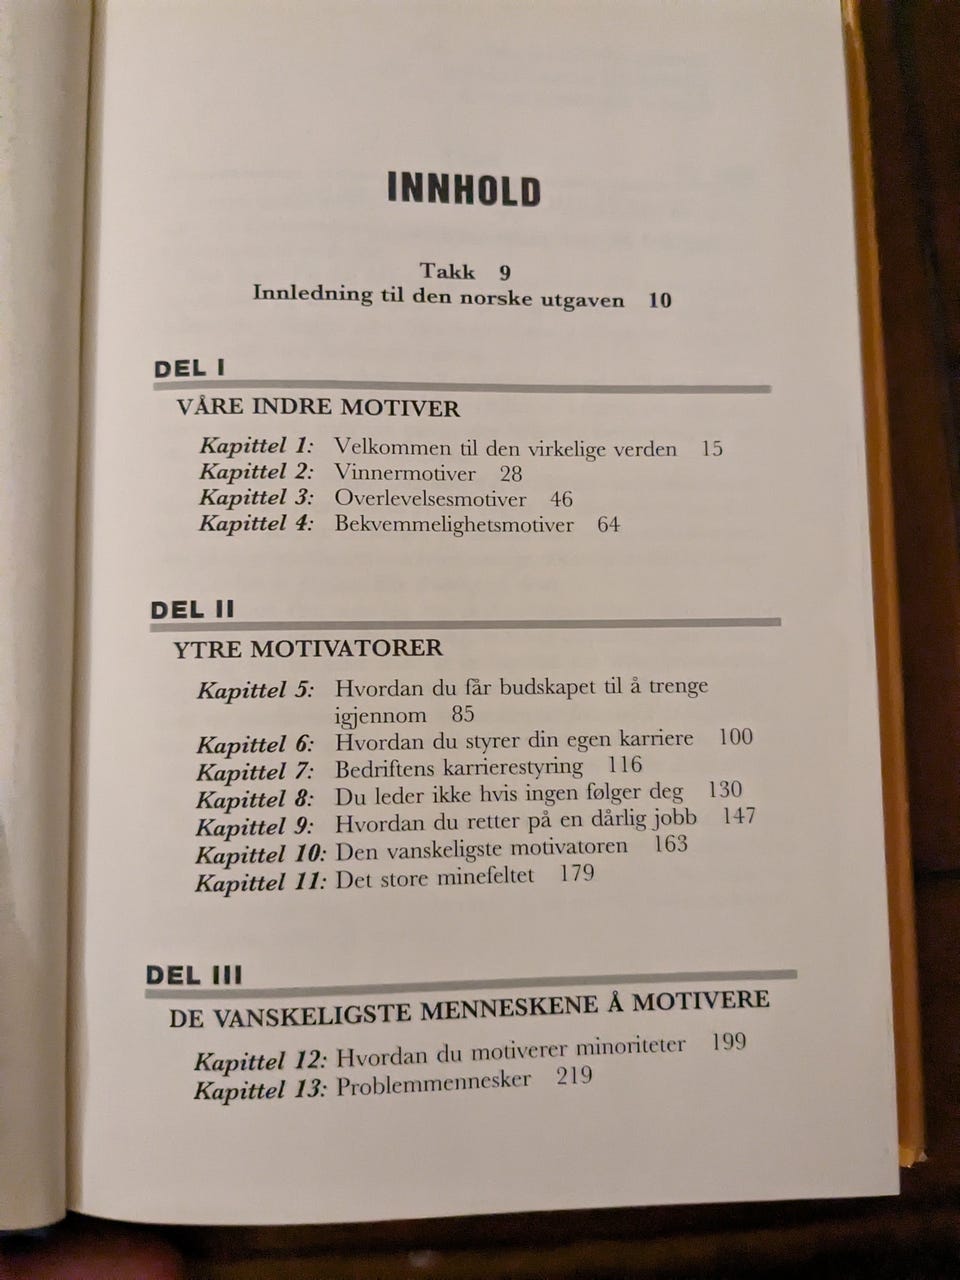 INNHOLD
Takk 9
Innledning til den norske utgaven 10
DEL I
VÅRE INDRE MOTIVER
Kapittel 1: Velkommen til den virkelige verden 15
Kapittel 2: Vinnermotiver 28
Kapittel 3: Overlevelsesmotiver 46
Kapittel 4: Bekvemmelighetsmotiver 64
DEL II
YTRE MOTIVATORER
Kapittel 5: Hvordan du får budskapet til å trenge
igjennom 85
Kapittel 6: Hvordan du styrer din egen karriere 100
Kapittel 7: Bedriftens karrierestyring 116
Kapittel 8: Du leder ikke hvis ingen følger deg 130
Kapittel 9: Hvordan du retter på en dårlig jobb 147
Kapittel 10: Den vanskeligste motivatoren 163
Kapittel 11: Det store minefeltet 179
DEL III
DE VANSKELIGSTE MENNESKENE Å MOTIVERE
Kapittel 12: Hvordan du motiverer minoriteter 199
Kapittel 13: Problemmennesker 219